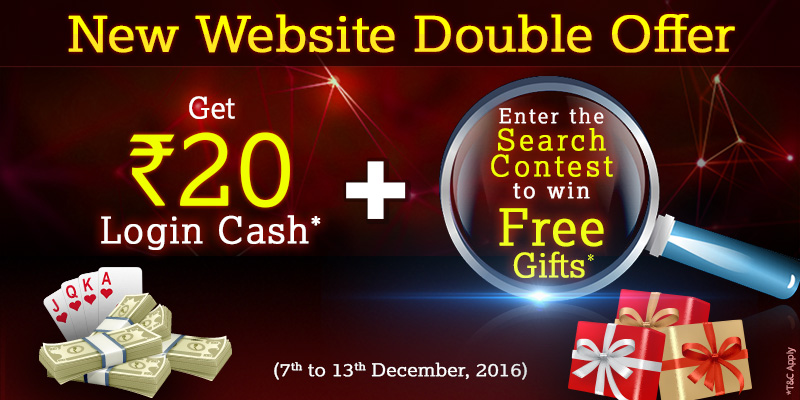 New Website Double Offer
Get
₹20
Login Cash*
+
Enter the
Search
Contest
to win
Free
Gifts*
J Q K A
(7th to 13th December, 2016)
*T&C Apply